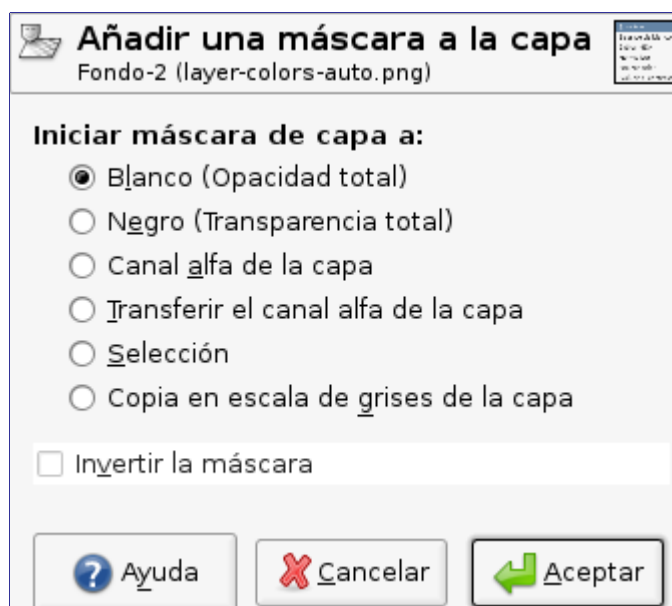 Añadir una máscara a la capa
Fondo-2 (layer-colors-auto.png)
Iniciar máscara de capa a:
Blanco (Opacidad total)
Negro (Transparencia total)
Canal alfa de la capa
Transferir el canal alfa de la capa
Selección
Copia en escala de grises de la capa
Invertir la máscara
Ayuda
Cancelar
Aceptar